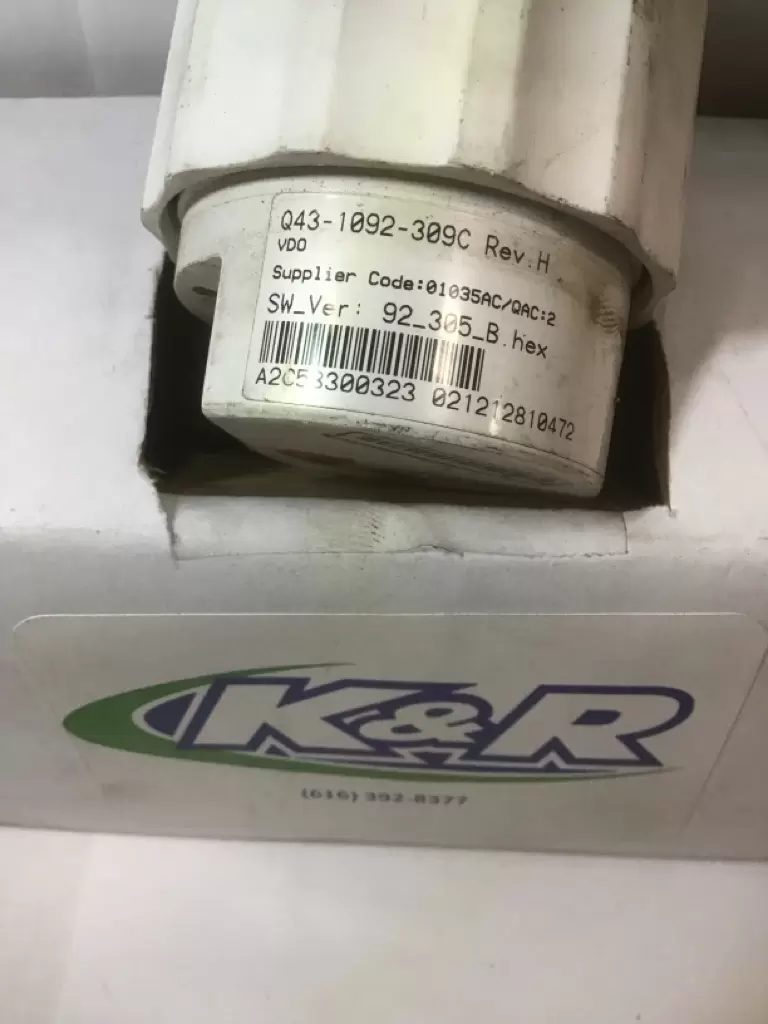 Q43-1092-309C Rev.H
VDO
Supplier Code:01035AC/QAC:2
SW_Ver: 92_305_B.hex
A2C53300323 021212810472
K&R
(616) 392-8377